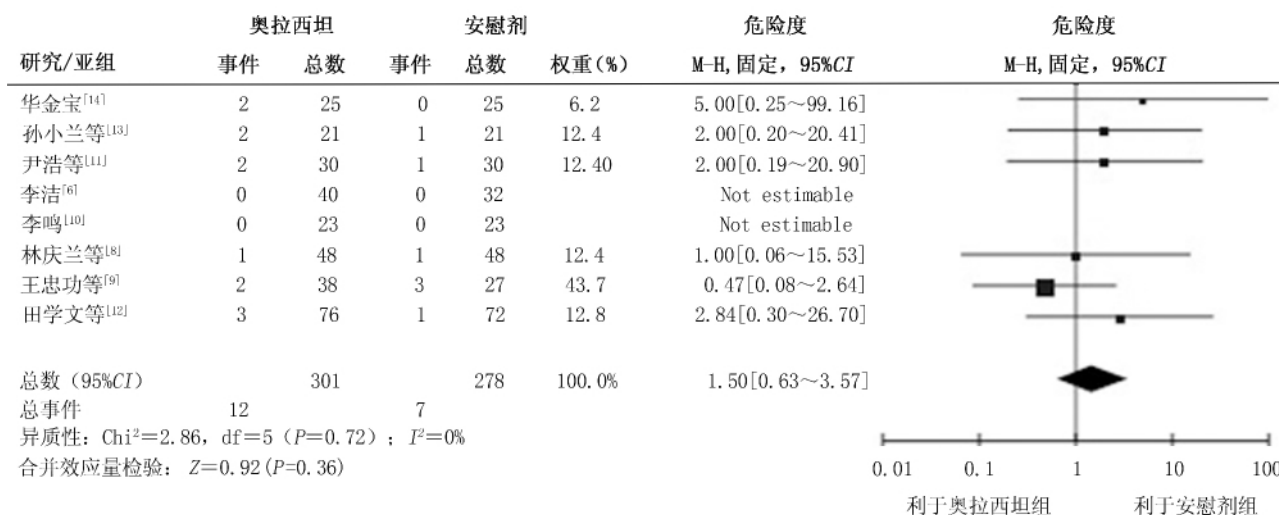 奥拉西坦 安慰剂 危险度 危险度
研究/亚组 事件 总数 事件 总数 权重(%) M-H,固定, 95%CI M-H,固定, 95%CI
华金宝[14] 2 25 0 25 6.2 5.00[0.25～99.16]
孙小兰等[13] 2 21 1 21 12.4 2.00[0.20～20.41]
尹浩等[11] 2 30 1 30 12.40 2.00[0.19～20.90]
李洁[6] 0 40 0 32 Not estimable
李鸣[10] 0 23 0 23 Not estimable
林庆兰等[8] 1 48 1 48 12.4 1.00[0.06～15.53]
王忠功等[9] 2 38 3 27 43.7 0.47[0.08～2.64]
田学文等[12] 3 76 1 72 12.8 2.84[0.30～26.70]
总数（95%CI） 301 278 100.0% 1.50[0.63～3.57]
总事件 12 7
异质性：Chi²=2.86，df=5（P=0.72）；I²=0%
合并效应量检验：Z=0.92(P=0.36)
0.01 0.1 1 10 100
利于奥拉西坦组 利于安慰剂组